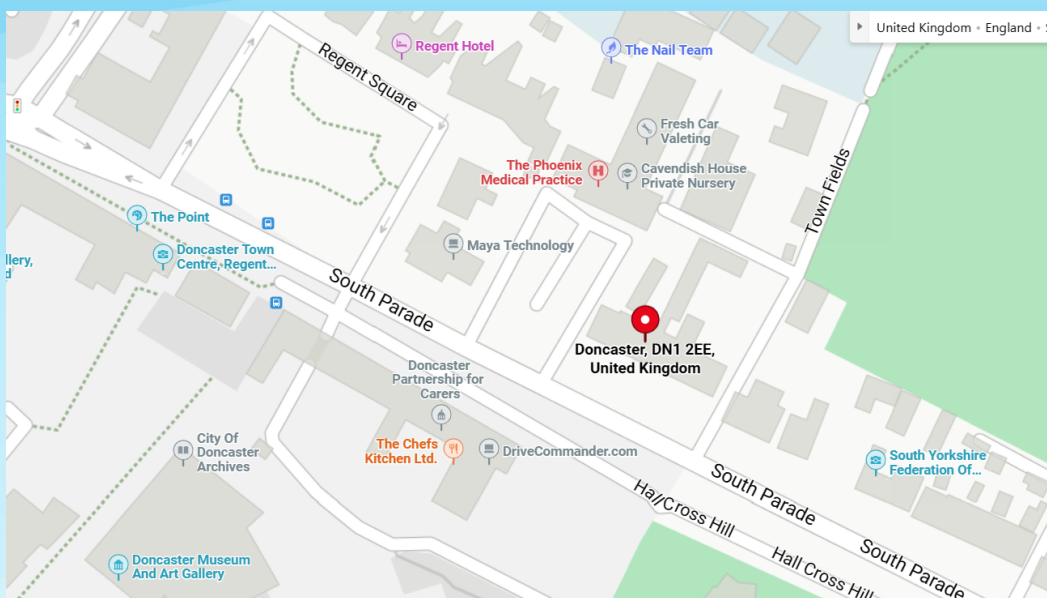 United Kingdom • England •
Regent Hotel
The Nail Team
Regent Square
Fresh Car
Valeting
The Phoenix
Medical Practice
Cavendish House
Private Nursery
Town Fields
The Point
Maya Technology
Doncaster Town
Centre, Regent...
South Parade
Doncaster, DN1 2EE,
United Kingdom
Doncaster
Partnership for
Carers
City Of
Doncaster
Archives
The Chefs
Kitchen Ltd.
DriveCommander.com
South Yorkshire
Federation Of...
South Parade
Hall Cross Hill
South Parade
Hall Cross Hill
Doncaster Museum
And Art Gallery